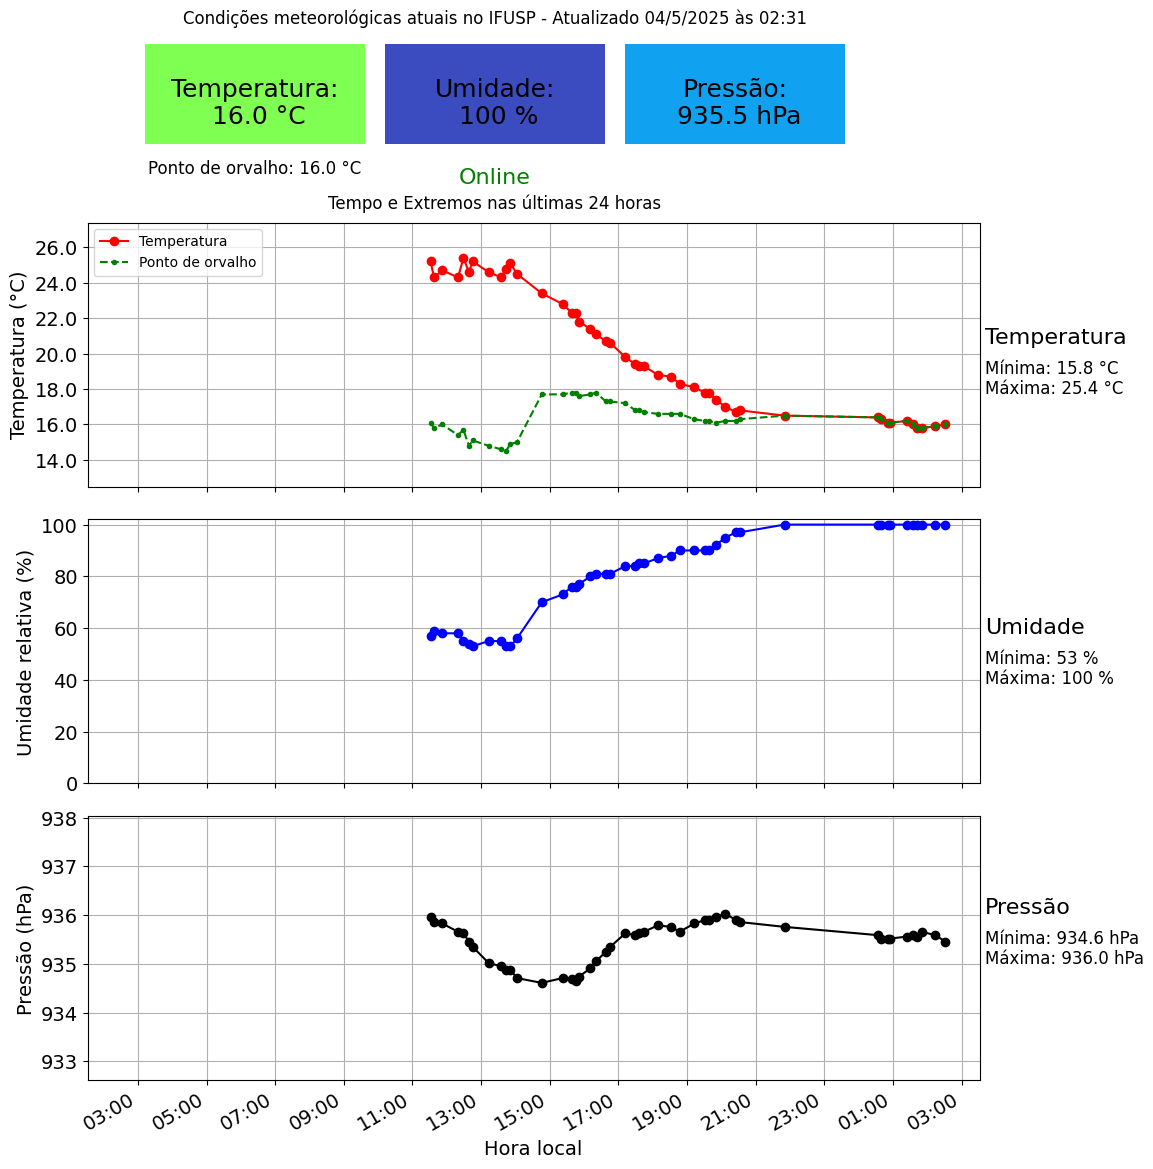 Condições meteorológicas atuais no IFUSP - Atualizado 04/5/2025 às 02:31
Temperatura:
16.0 °C
Umidade:
100 %
Pressão:
935.5 hPa
Ponto de orvalho: 16.0 °C
Online
Tempo e Extremos nas últimas 24 horas
Temperatura
Ponto de orvalho
Temperatura (°C)
26.0
24.0
22.0
20.0
18.0
16.0
14.0
Temperatura
Mínima: 15.8 °C
Máxima: 25.4 °C
Umidade relativa (%)
100
80
60
40
20
0
Umidade
Mínima: 53 %
Máxima: 100 %
Pressão (hPa)
938
937
936
935
934
933
Pressão
Mínima: 934.6 hPa
Máxima: 936.0 hPa
03:00
05:00
07:00
09:00
11:00
13:00
15:00
17:00
19:00
21:00
23:00
01:00
03:00
Hora local